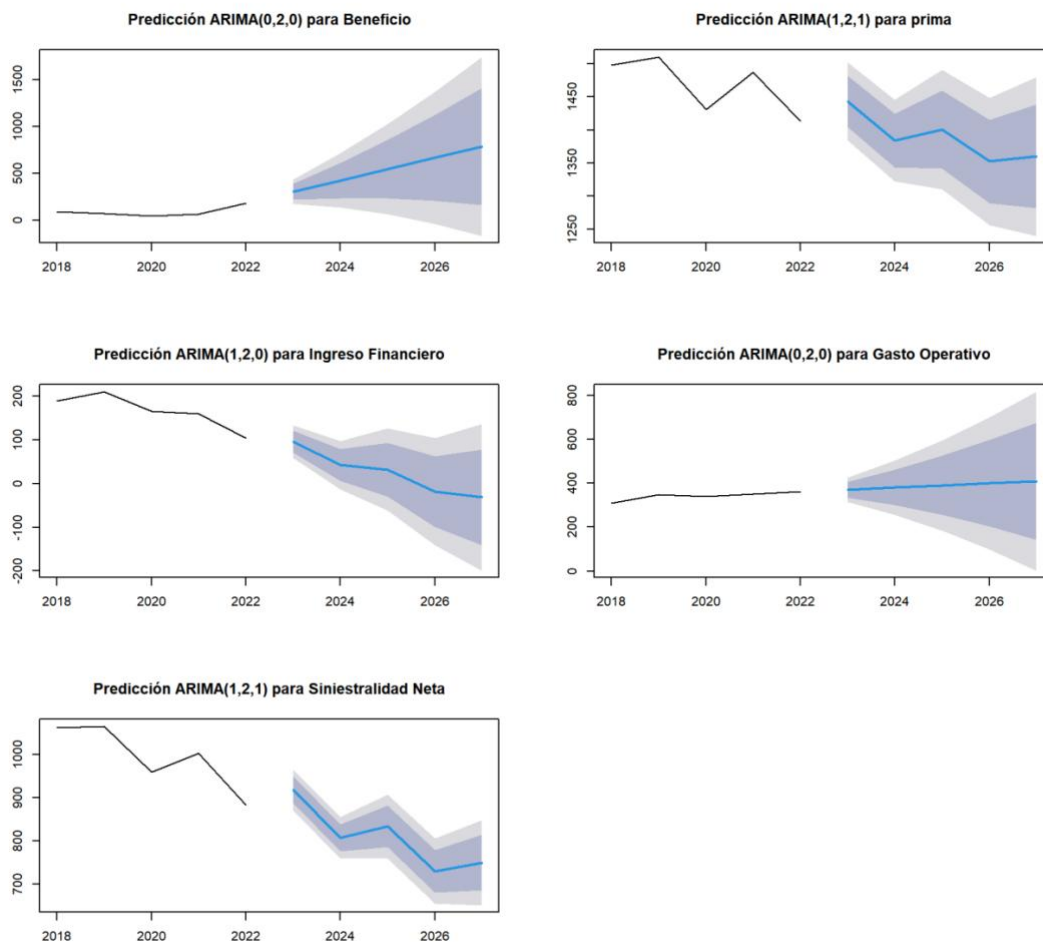 Predicción ARIMA(0,2,0) para Beneficio
1500
1000
500
0
2018 2020 2022 2024 2026
Predicción ARIMA(1,2,1) para prima
1450
1350
1250
2018 2020 2022 2024 2026
Predicción ARIMA(1,2,0) para Ingreso Financiero
200
100
0
-100
-200
2018 2020 2022 2024 2026
Predicción ARIMA(0,2,0) para Gasto Operativo
800
600
400
200
0
2018 2020 2022 2024 2026
Predicción ARIMA(1,2,1) para Siniestralidad Neta
1000
900
800
700
2018 2020 2022 2024 2026